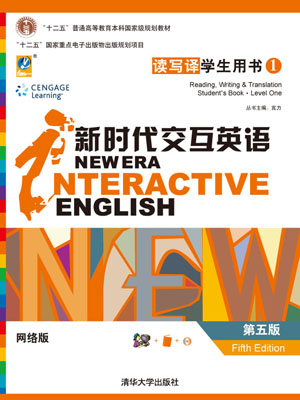 “十二五”普通高等教育本科国家级规划教材
“十二五”国家重点电子出版物出版规划项目
CENGAGE
Learning
读写译学生用书1
Reading, Writing & Translation
Student's Book • Level One
丛书主编:
新时代交互英语
NEW ERA
INTERACTIVE
ENGLISH
NEW
网络版
第五版
Fifth Edition
清华大学出版社